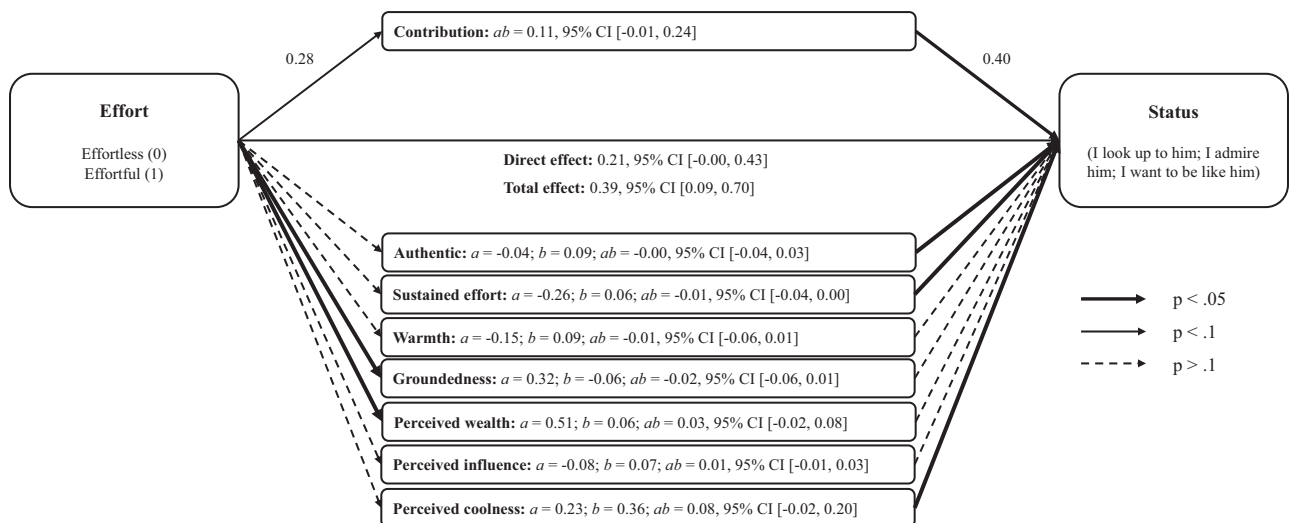 Contribution: ab = 0.11, 95% CI [-0.01, 0.24]
0.28
0.40
Effort
Effortless (0)
Effortful (1)
Status
(I look up to him; I admire
him; I want to be like him)
Direct effect: 0.21, 95% CI [-0.00, 0.43]
Total effect: 0.39, 95% CI [0.09, 0.70]
Authentic: a = -0.04; b = 0.09; ab = -0.00, 95% CI [-0.04, 0.03]
Sustained effort: a = -0.26; b = 0.06; ab = -0.01, 95% CI [-0.04, 0.00]
Warmth: a = -0.15; b = 0.09; ab = -0.01, 95% CI [-0.06, 0.01]
Groundedness: a = 0.32; b = -0.06; ab = -0.02, 95% CI [-0.06, 0.01]
Perceived wealth: a = 0.51; b = 0.06; ab = 0.03, 95% CI [-0.02, 0.08]
Perceived influence: a = -0.08; b = 0.07; ab = 0.01, 95% CI [-0.01, 0.03]
Perceived coolness: a = 0.23; b = 0.36; ab = 0.08, 95% CI [-0.02, 0.20]
p < .05
p < .1
p > .1